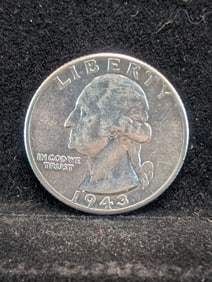 LIBERTY
IN GOD WE
TRUST
1943